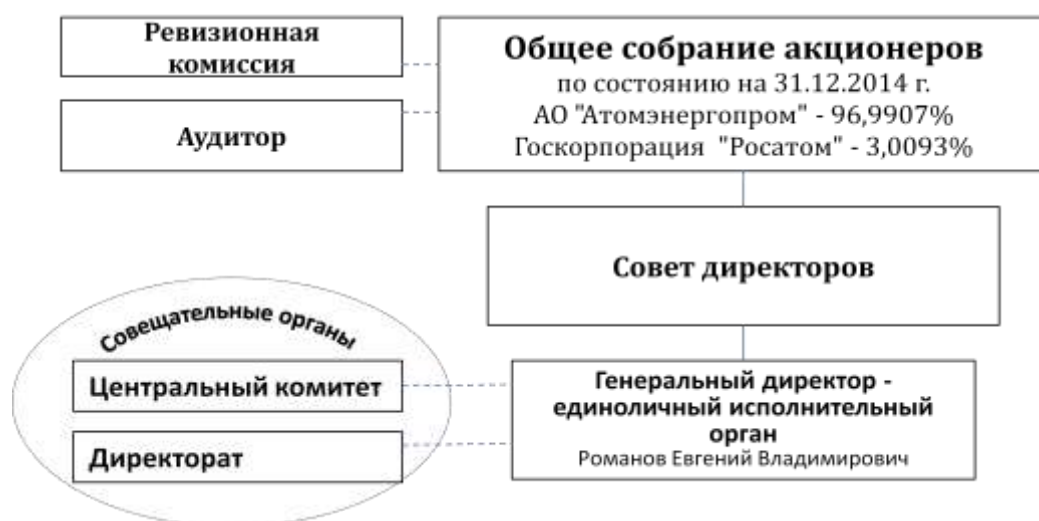 Ревизионная
комиссия
Аудитор
Общее собрание акционеров
по состоянию на 31.12.2014 г.
АО "Атомэнергопром" - 96,9907%
Госкорпорация "Росатом" - 3,0093%
Совет директоров
Совещательные органы
Центральный комитет
Директорат
Генеральный директор -
единоличный исполнительный
орган
Романов Евгений Владимирович